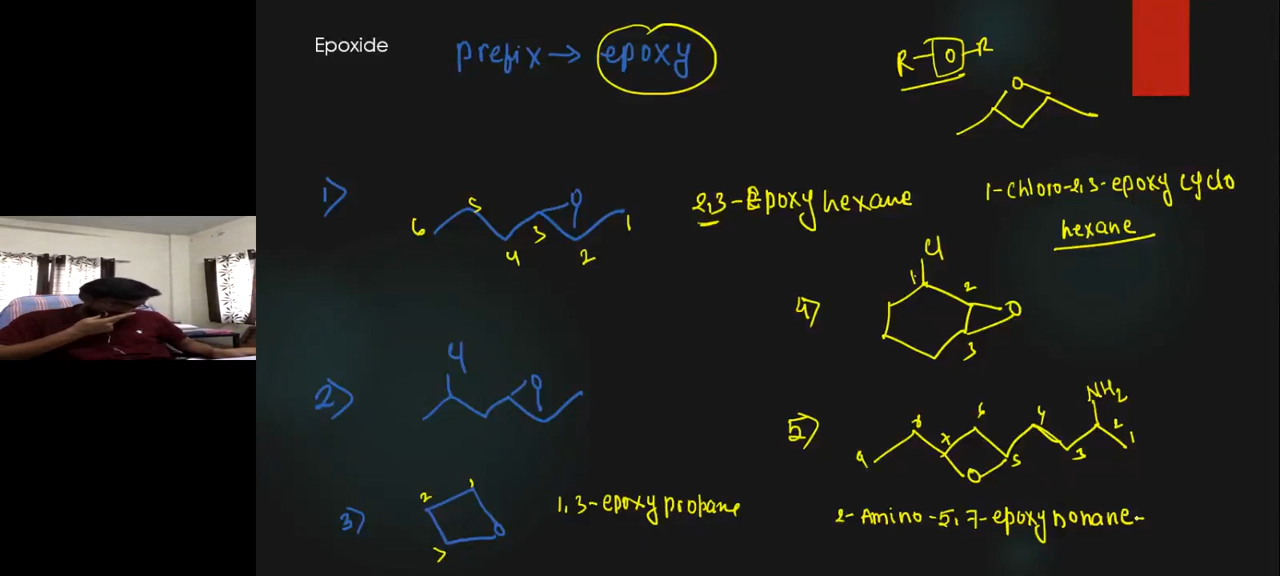 Epoxide
prefix → epoxy
R-O-R
O
1)
6 5 4 3 2 1
O
2,3-Epoxy hexane
1-chloro-2,3-epoxy cyclo
hexane
4)
Cl
1 2 3
O
2)
Cl
O
5)
NH2
9 8 7 6 5 4 3 2 1
O
3)
2 1
3
O
1,3-epoxy propane
2-Amino-5,7-epoxy nonane-